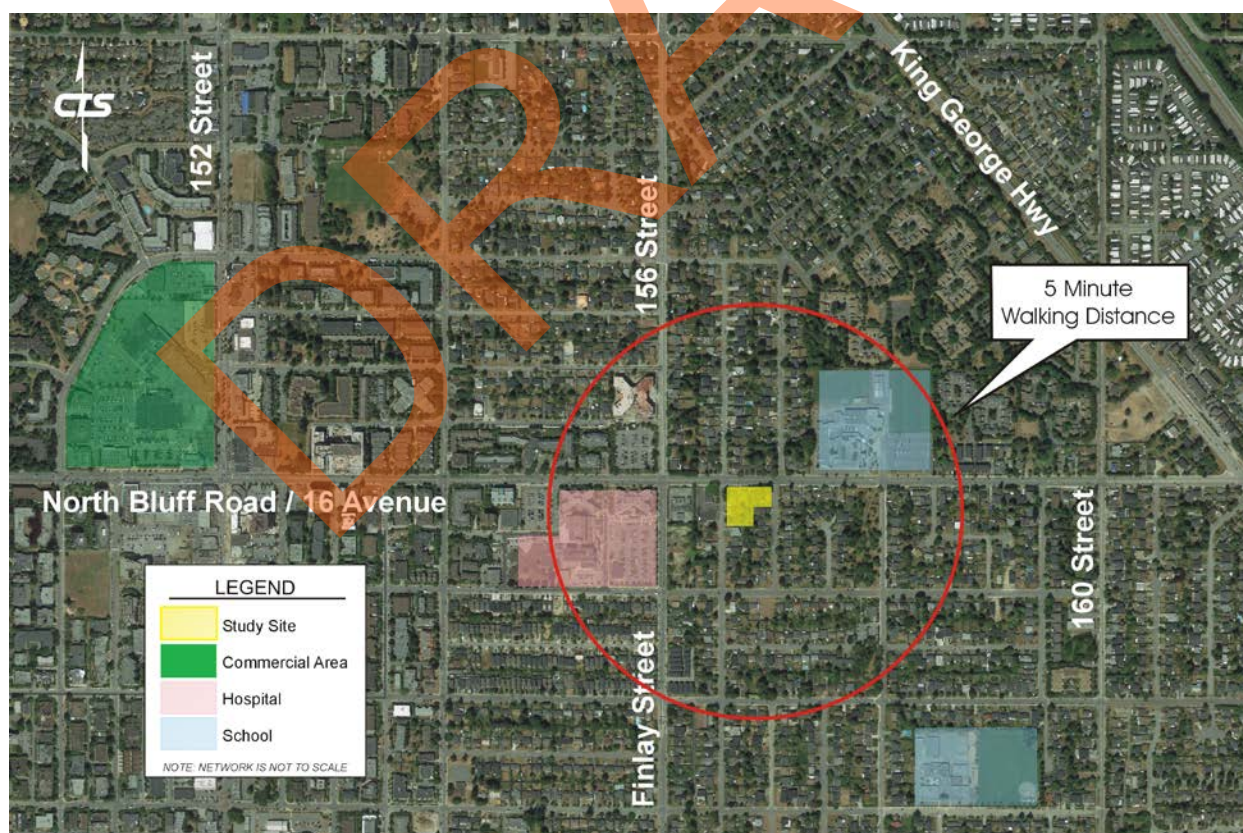 CTS
152 Street
156 Street
King George Hwy
5 Minute
Walking Distance
North Bluff Road / 16 Avenue
160 Street
Finlay Street
LEGEND
Study Site
Commercial Area
Hospital
School
NOTE: NETWORK IS NOT TO SCALE
DRA